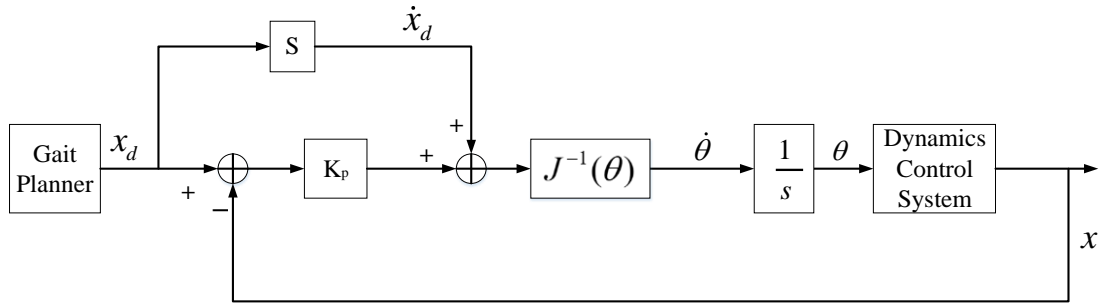 ẋ_d
S
Gait
Planner
x_d
+
−
K_p
+
+
J⁻¹(θ)
θ̇
1
s
θ
Dynamics
Control
System
x